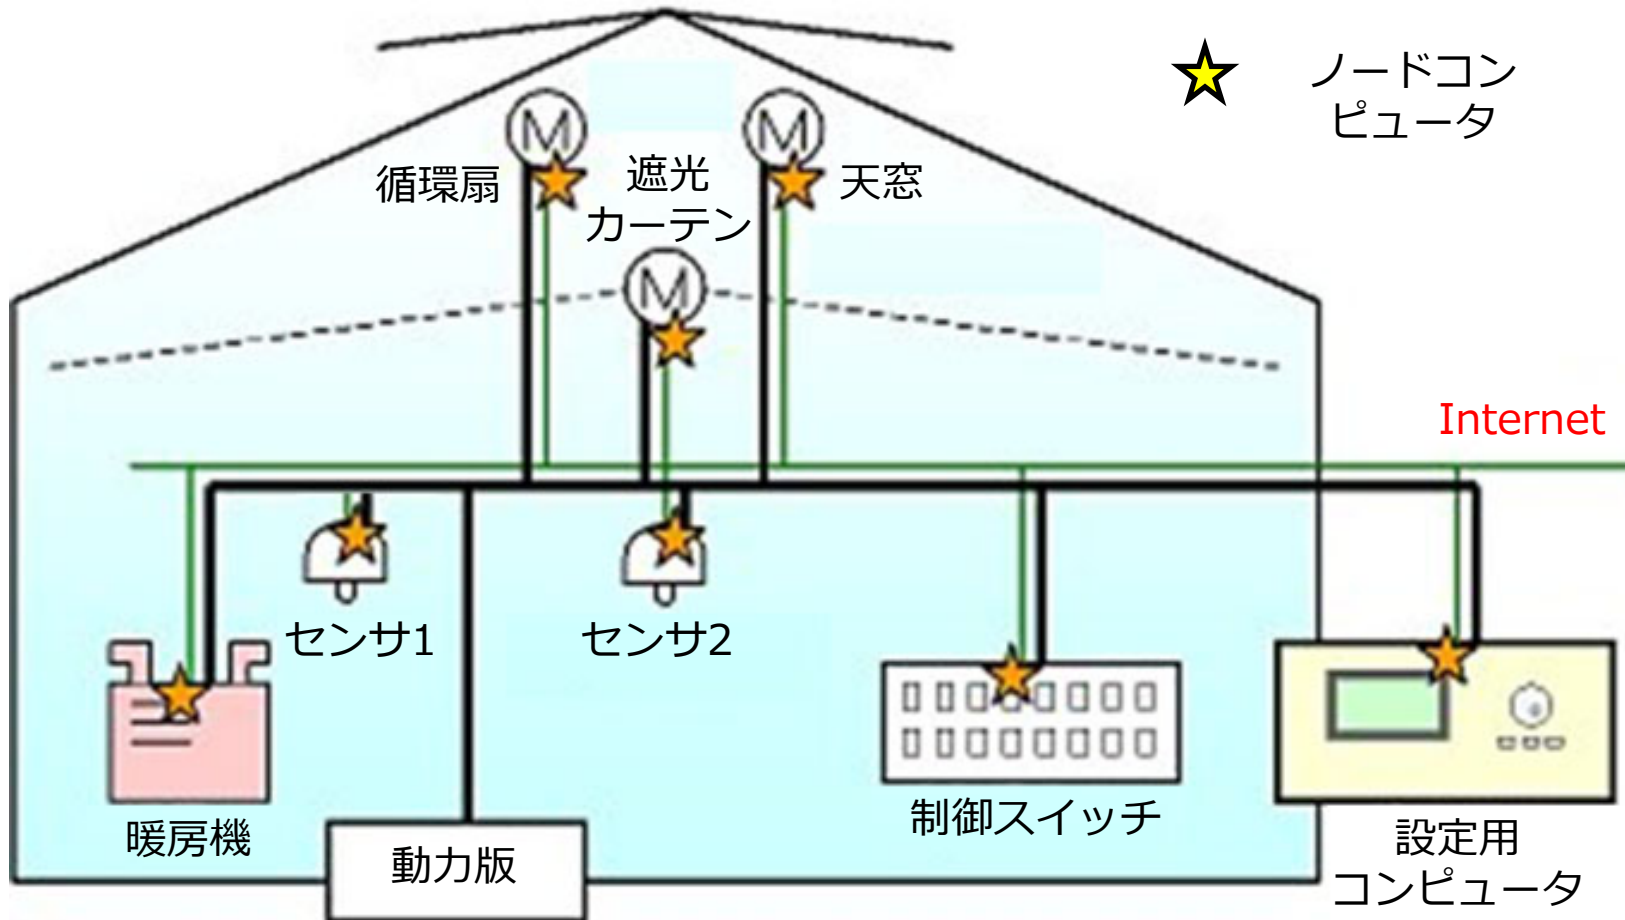 ノードコン
ピュータ
M
M
循環扇
遮光
カーテン
天窓
M
Internet
センサ1
センサ2
暖房機
動力版
制御スイッチ
設定用
コンピュータ